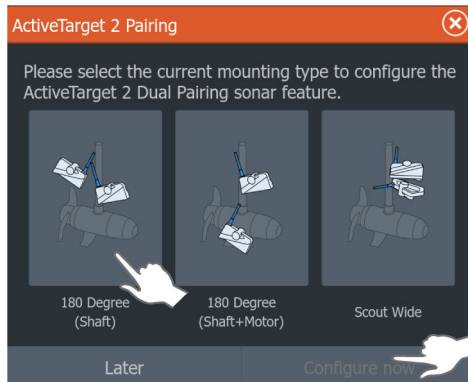 ActiveTarget 2 Pairing
Please select the current mounting type to configure the
ActiveTarget 2 Dual Pairing sonar feature.
180 Degree
(Shaft)
180 Degree
(Shaft+Motor)
Scout Wide
Later
Configure now